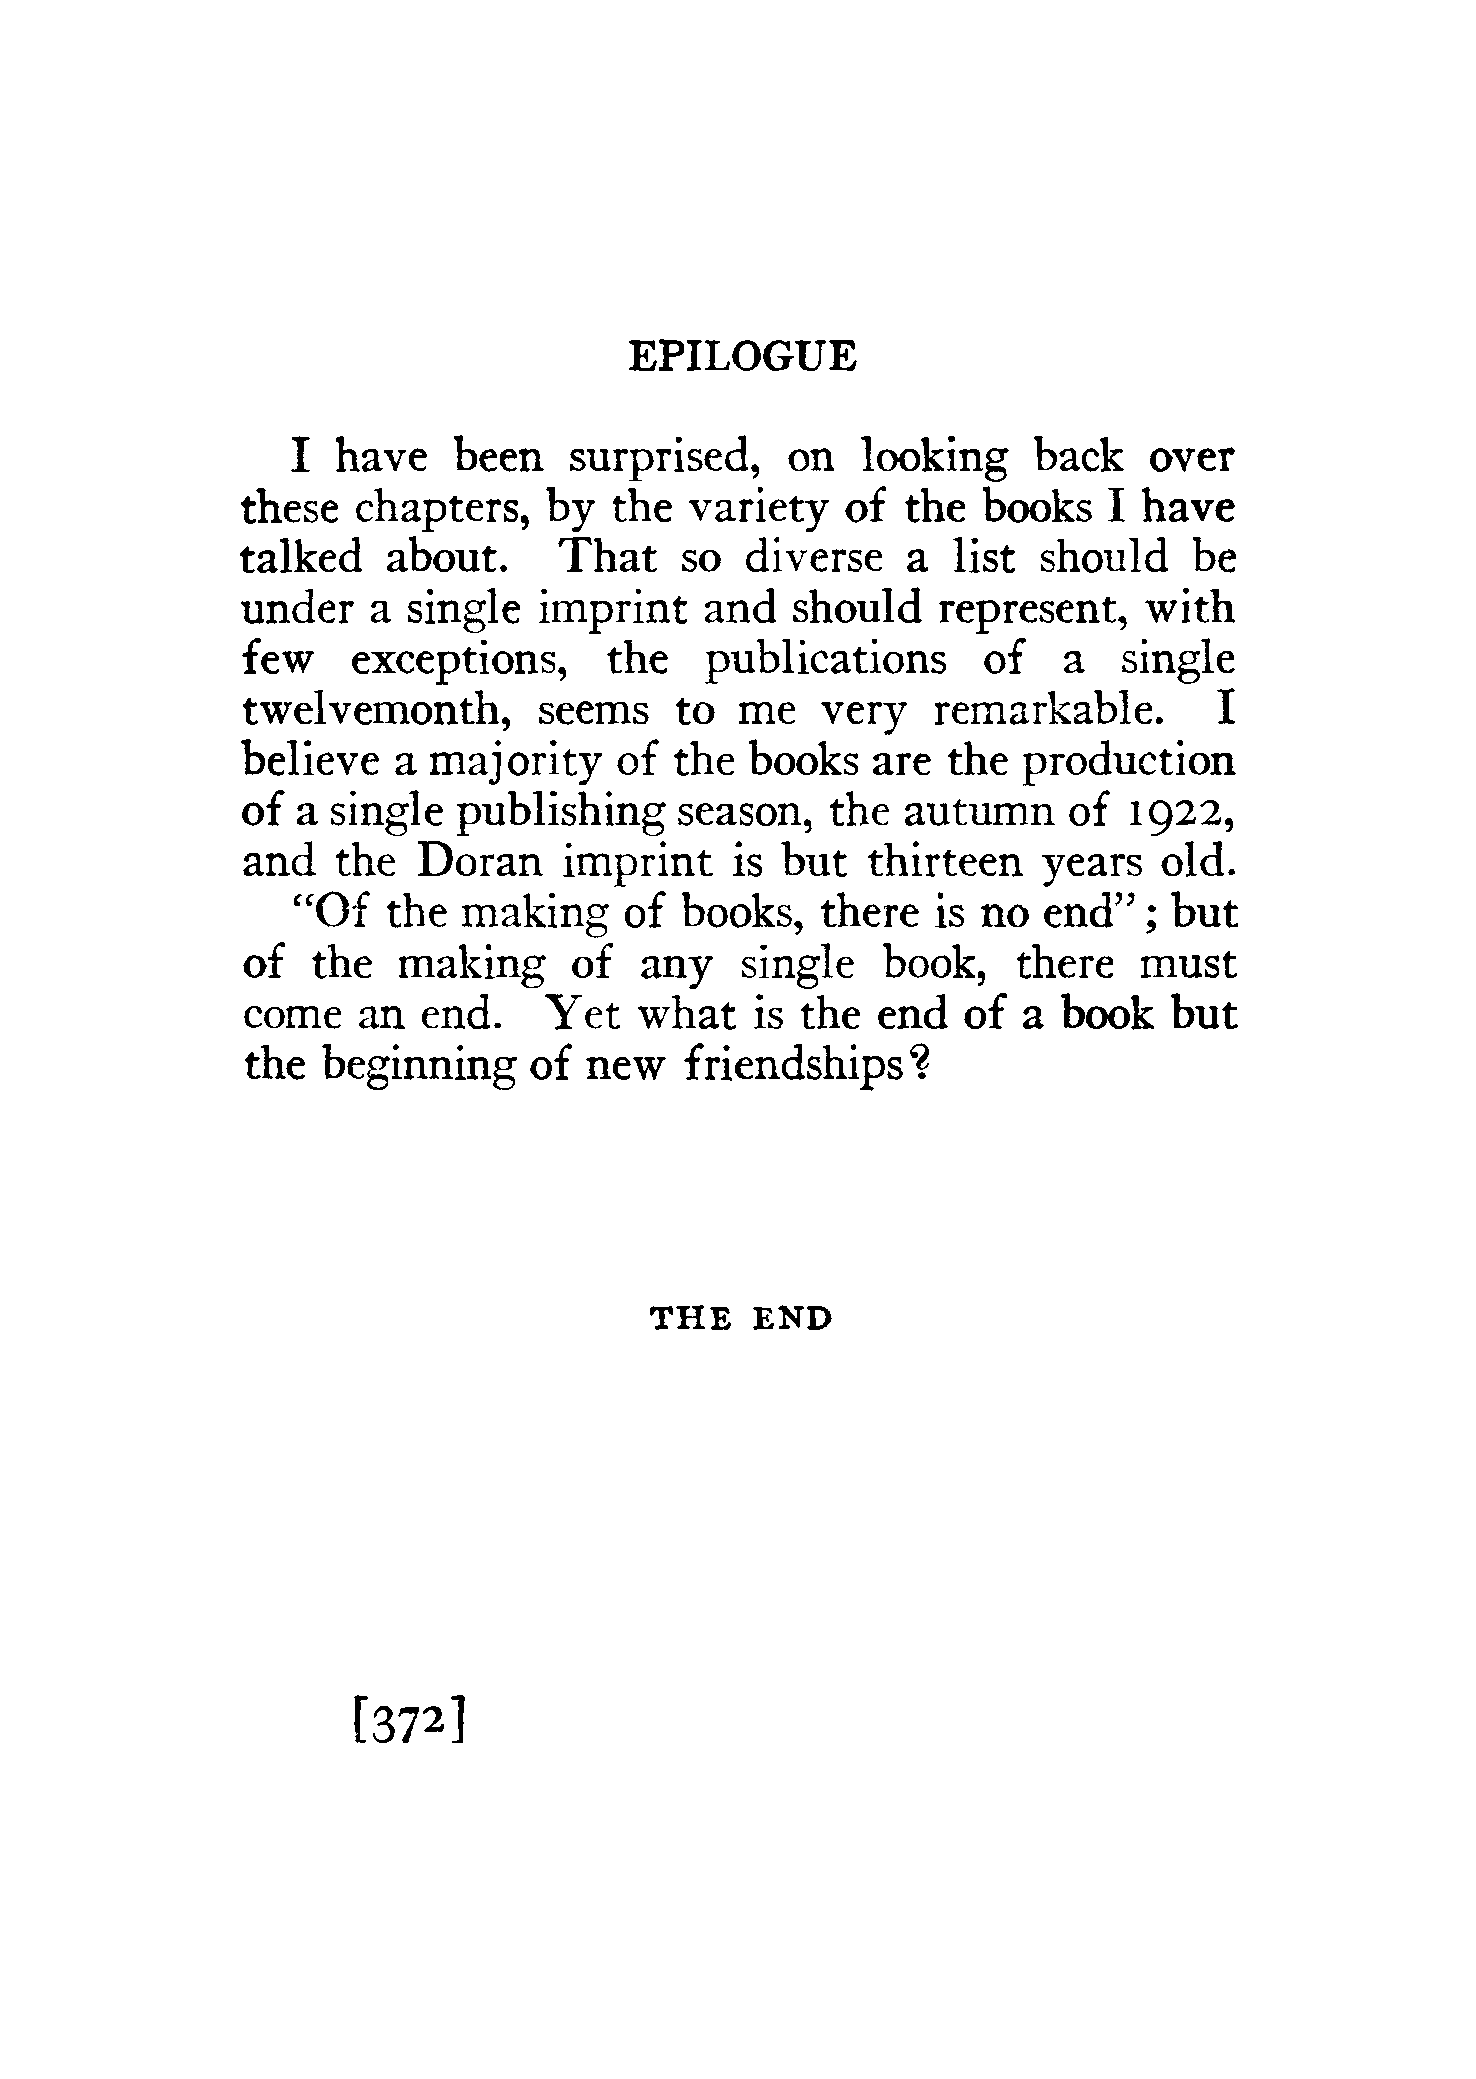 EPILOGUE
I have been surprised, on looking back over
these chapters, by the variety of the books I have
talked about. That so diverse a list should be
under a single imprint and should represent, with
few exceptions, the publications of a single
twelvemonth, seems to me very remarkable. I
believe a majority of the books are the production
of a single publishing season, the autumn of 1922,
and the Doran imprint is but thirteen years old.
"Of the making of books, there is no end"; but
of the making of any single book, there must
come an end. Yet what is the end of a book but
the beginning of new friendships?
THE END
[372]